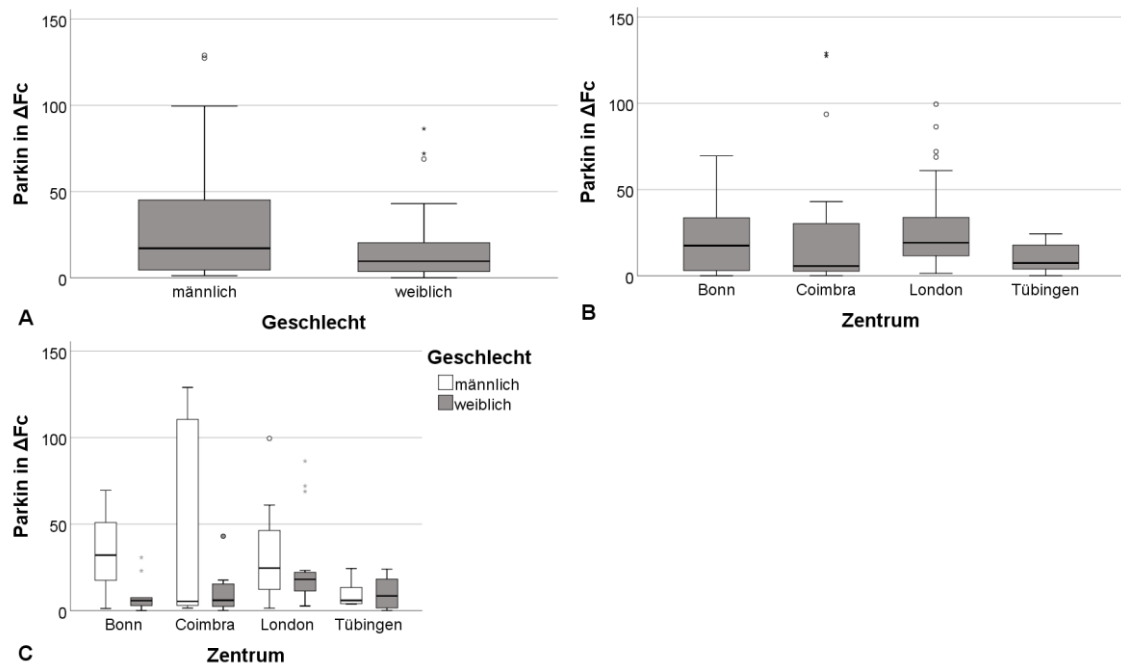 150
100
50
0
Parkin in ΔFc
männlich weiblich
Geschlecht
A
150
100
50
0
Parkin in ΔFc
Bonn Coimbra London Tübingen
Zentrum
B
150
100
50
0
Parkin in ΔFc
Bonn Coimbra London Tübingen
Zentrum
C
Geschlecht
männlich
weiblich